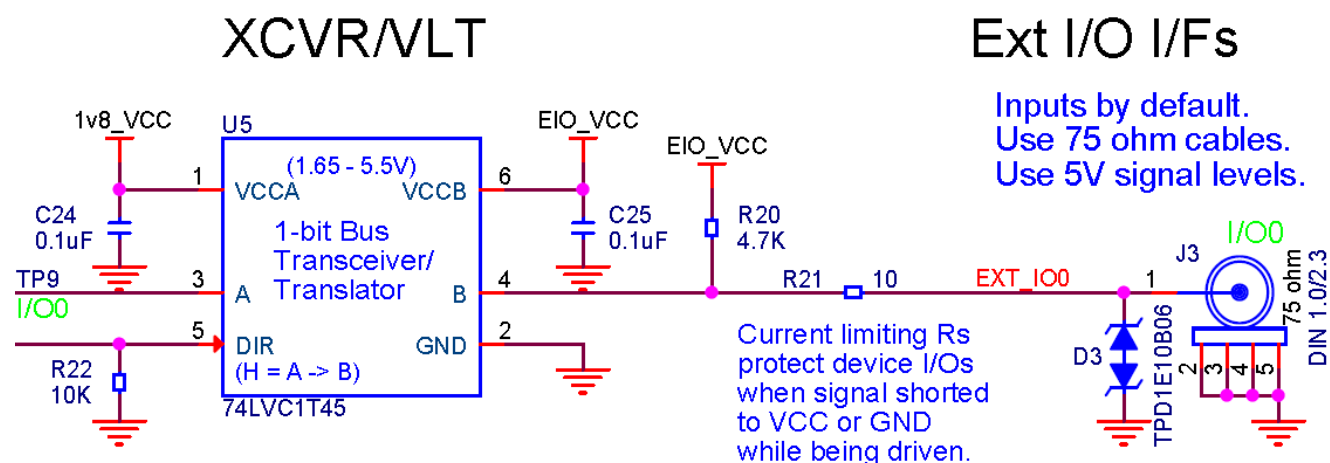 XCVR/VLT
Ext I/O I/Fs
Inputs by default.
Use 75 ohm cables.
Use 5V signal levels.
1v8_VCC
U5
EIO_VCC
EIO_VCC
(1.65 - 5.5V)
1
VCCA
VCCB
6
C24
0.1uF
1-bit Bus
Transceiver/
Translator
C25
0.1uF
R20
4.7K
I/O0
J3
TP9
I/O0
3
A
B
4
R21
10
EXT_IO0
1
75 ohm
DIN 1.0/2.3
5
DIR
(H = A -> B)
GND
2
R22
10K
74LVC1T45
Current limiting Rs
protect device I/Os
when signal shorted
to VCC or GND
while being driven.
D3
TPD1E10B06
2
3
4
5